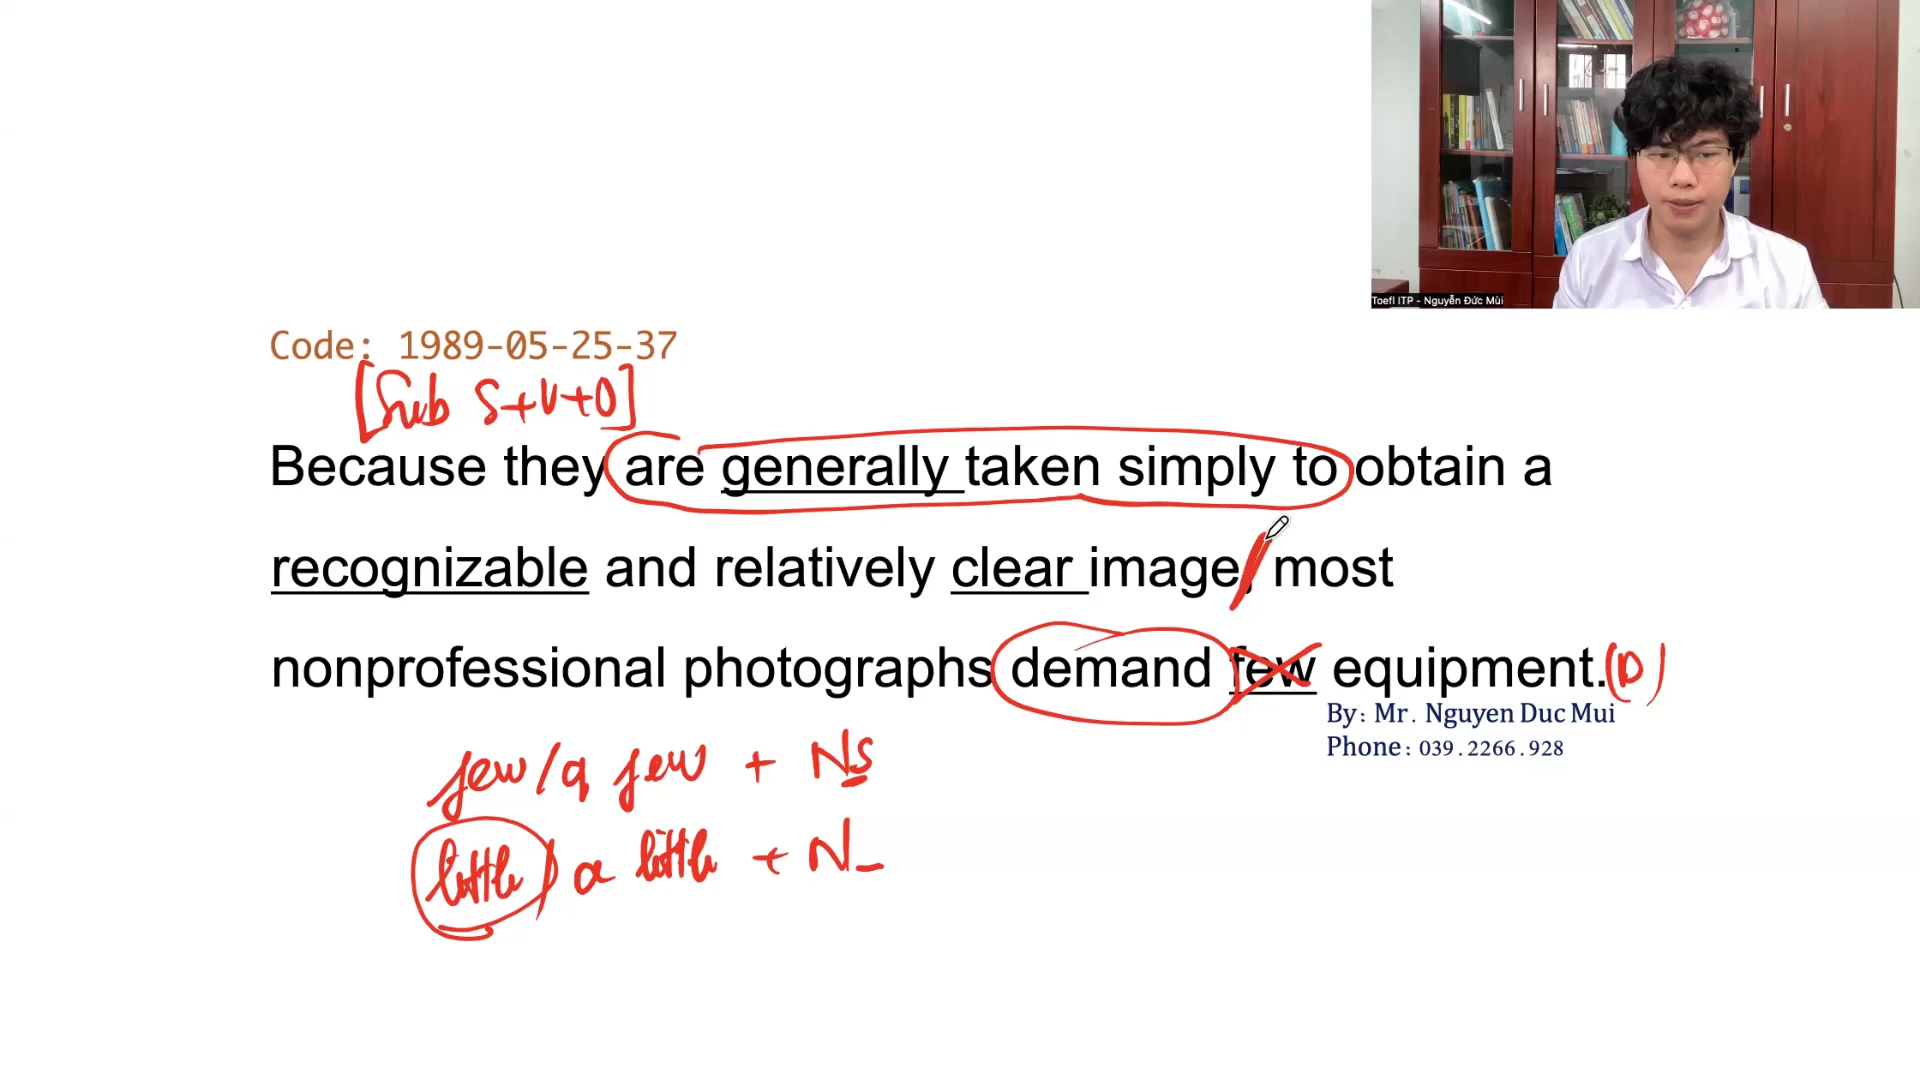 Toefl ITP - Nguyễn Đức Mùi
Code: 1989-05-25-37
[Sub S+V+O]
Because they are generally taken simply to obtain a
recognizable and relatively clear image, most
nonprofessional photographs demand few equipment. (D)
By: Mr. Nguyen Duc Mui
Phone: 039.2266.928
few/a few + Ns
little/a little + N_